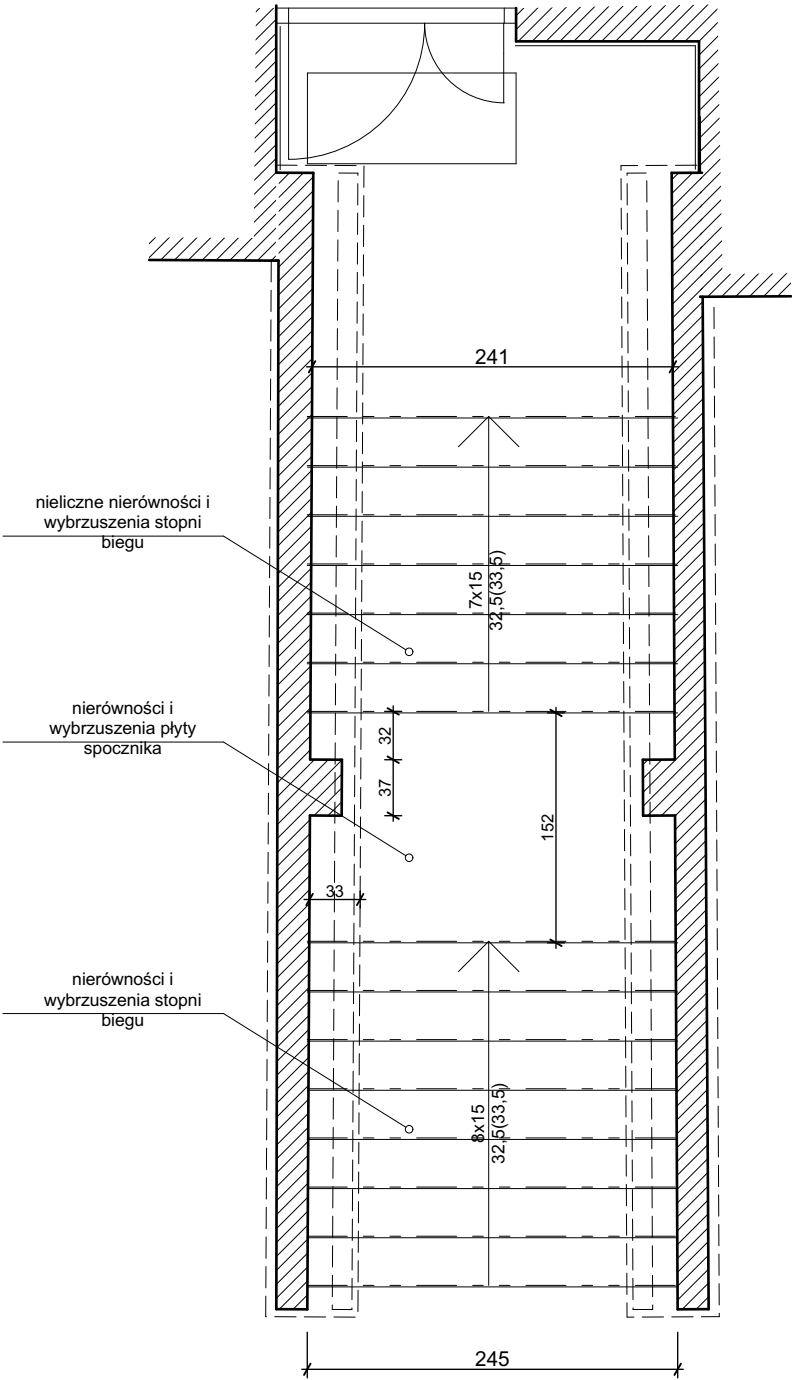 241
nieliczne nierówności i
wybrzuszenia stopni
biegu
7x15
32,5(33,5)
nierówności i
wybrzuszenia płyty
spocznika
32
37
152
33
nierówności i
wybrzuszenia stopni
biegu
8x15
32,5(33,5)
245